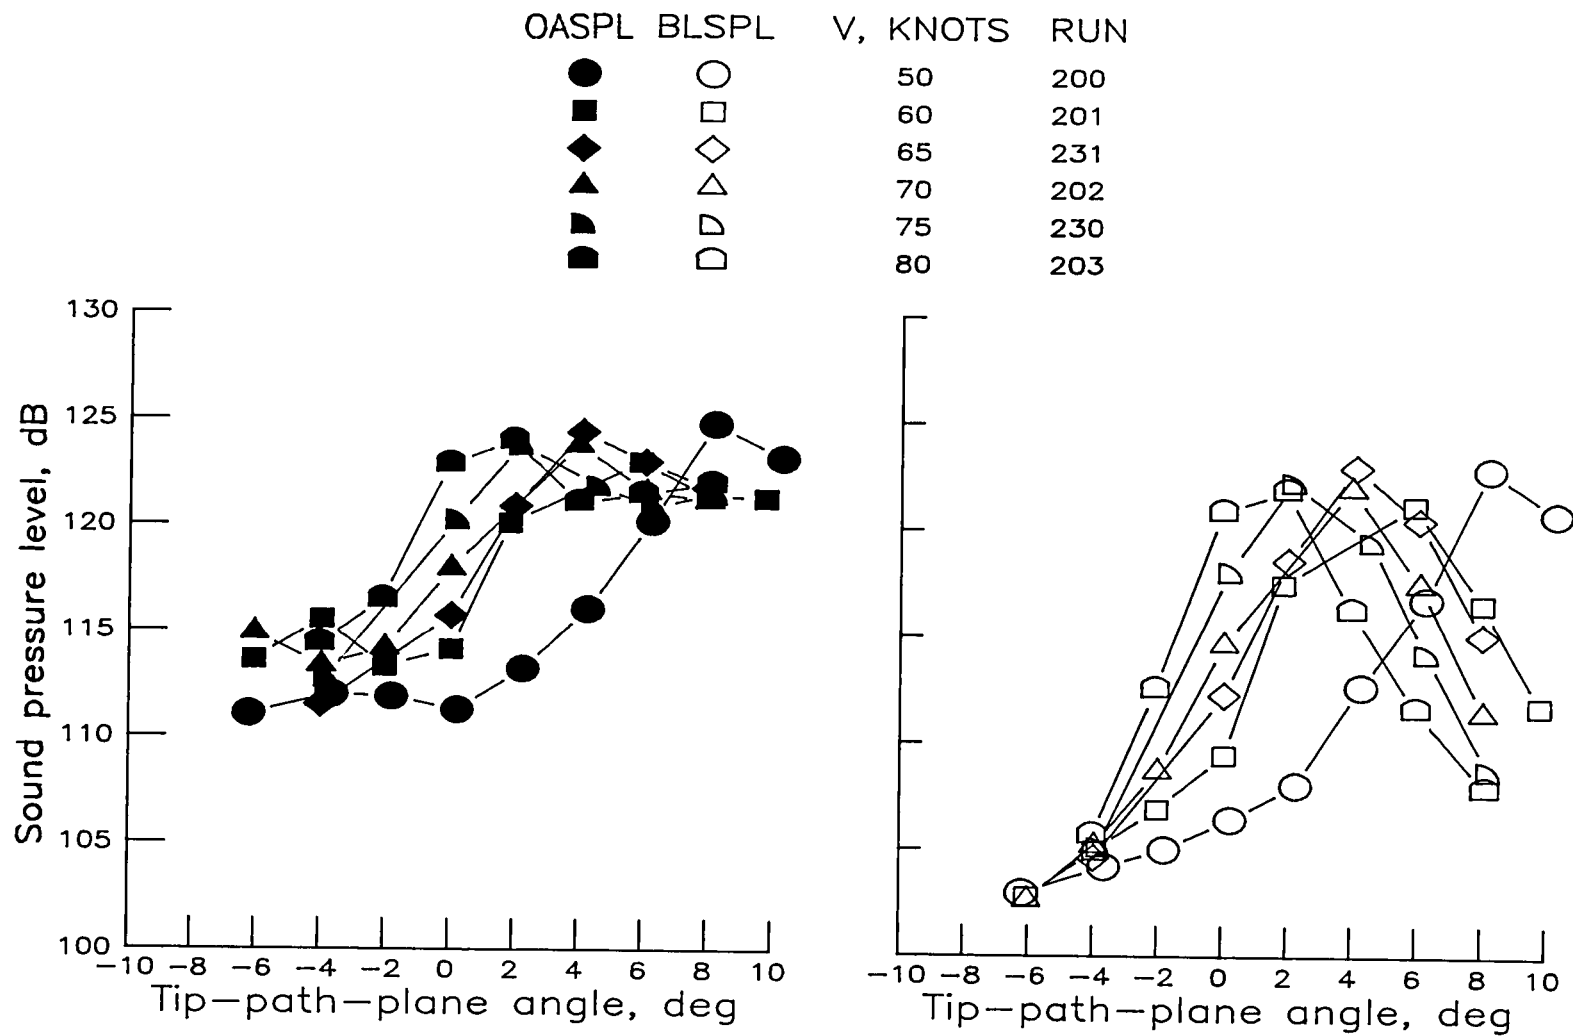 OASPL BLSPL V, KNOTS RUN
50 200
60 201
65 231
70 202
75 230
80 203
130
125
120
115
110
105
100
Sound pressure level, dB
−10 −8 −6 −4 −2 0 2 4 6 8 10
Tip−path−plane angle, deg
−10 −8 −6 −4 −2 0 2 4 6 8 10
Tip−path−plane angle, deg